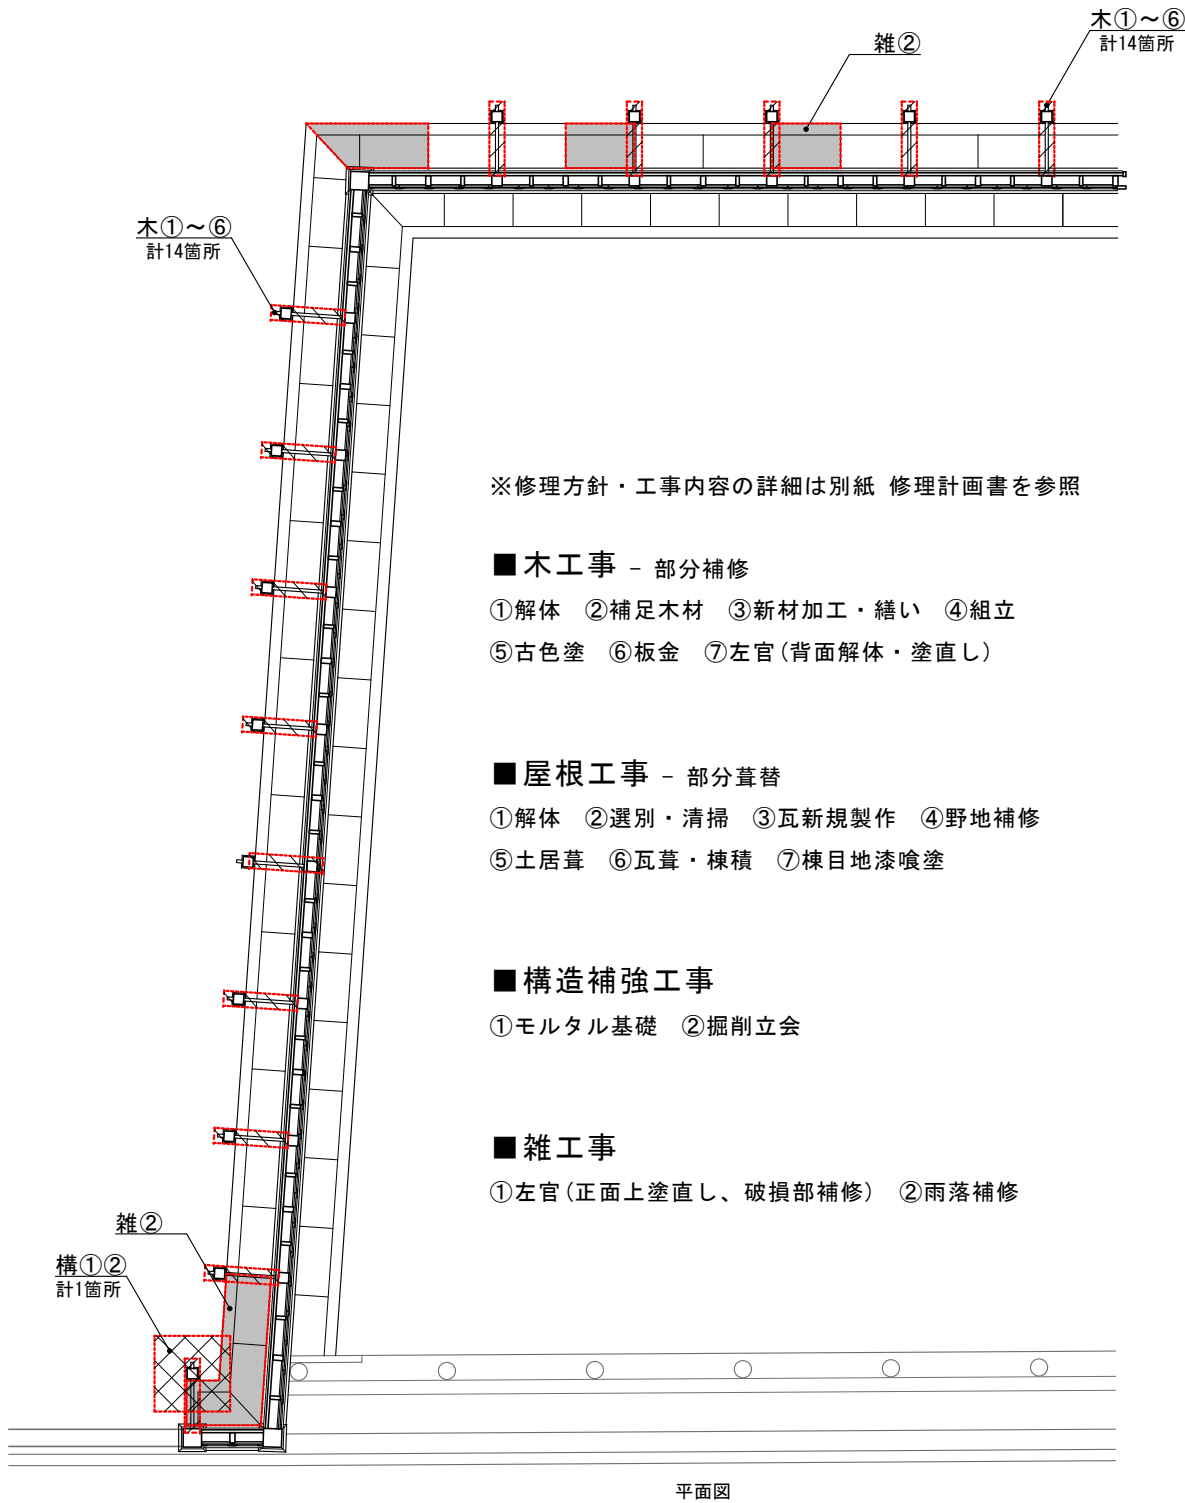 木①～⑥
計14箇所
雑②
木①～⑥
計14箇所
※修理方針・工事内容の詳細は別紙 修理計画書を参照
■木工事 － 部分補修
①解体　②補足木材　③新材加工・繕い　④組立
⑤古色塗　⑥板金　⑦左官(背面解体・塗直し)
■屋根工事 － 部分葺替
①解体　②選別・清掃　③瓦新規製作　④野地補修
⑤土居葺　⑥瓦葺・棟積　⑦棟目地漆喰塗
■構造補強工事
①モルタル基礎　②掘削立会
■雑工事
①左官(正面上塗直し、破損部補修)　②雨落補修
雑②
構①②
計1箇所
平面図